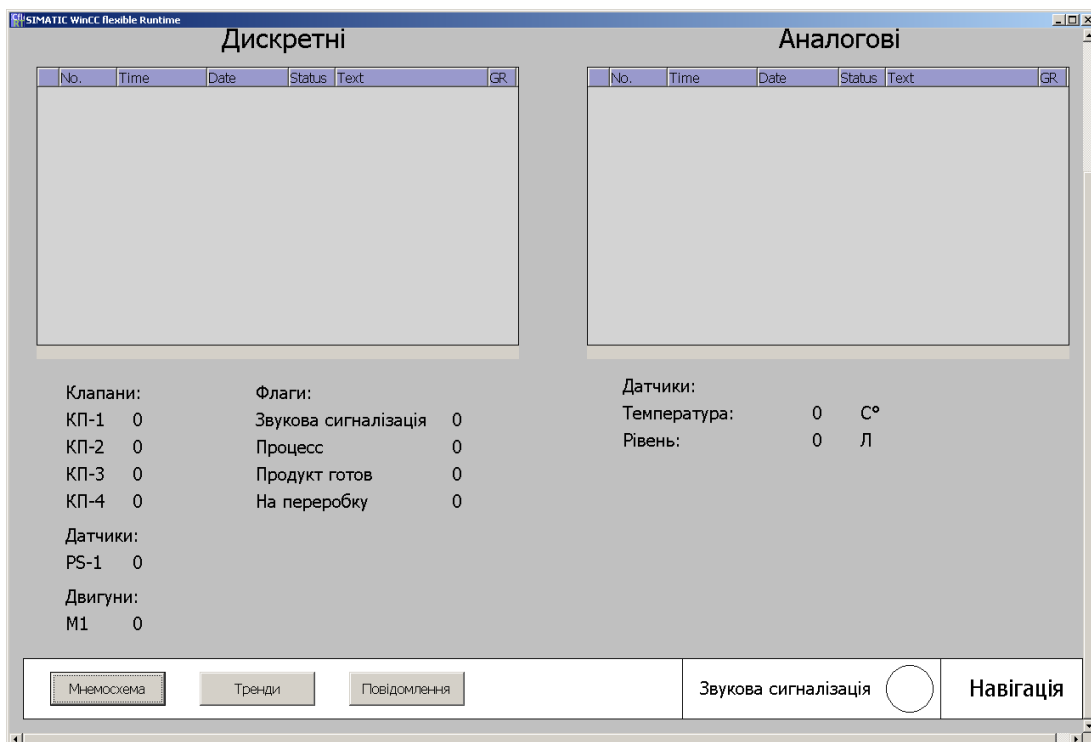 SIMATIC WinCC flexible Runtime
Дискретні
No. Time Date Status Text GR
Клапани:
КП-1 0
КП-2 0
КП-3 0
КП-4 0
Датчики:
PS-1 0
Двигуни:
М1 0
Флаги:
Звукова сигналізація 0
Процесс 0
Продукт готов 0
На переробку 0
Аналогові
No. Time Date Status Text GR
Датчики:
Температура: 0 С°
Рівень: 0 Л
Мнемосхема Тренди Повідомлення Звукова сигналізація Навігація